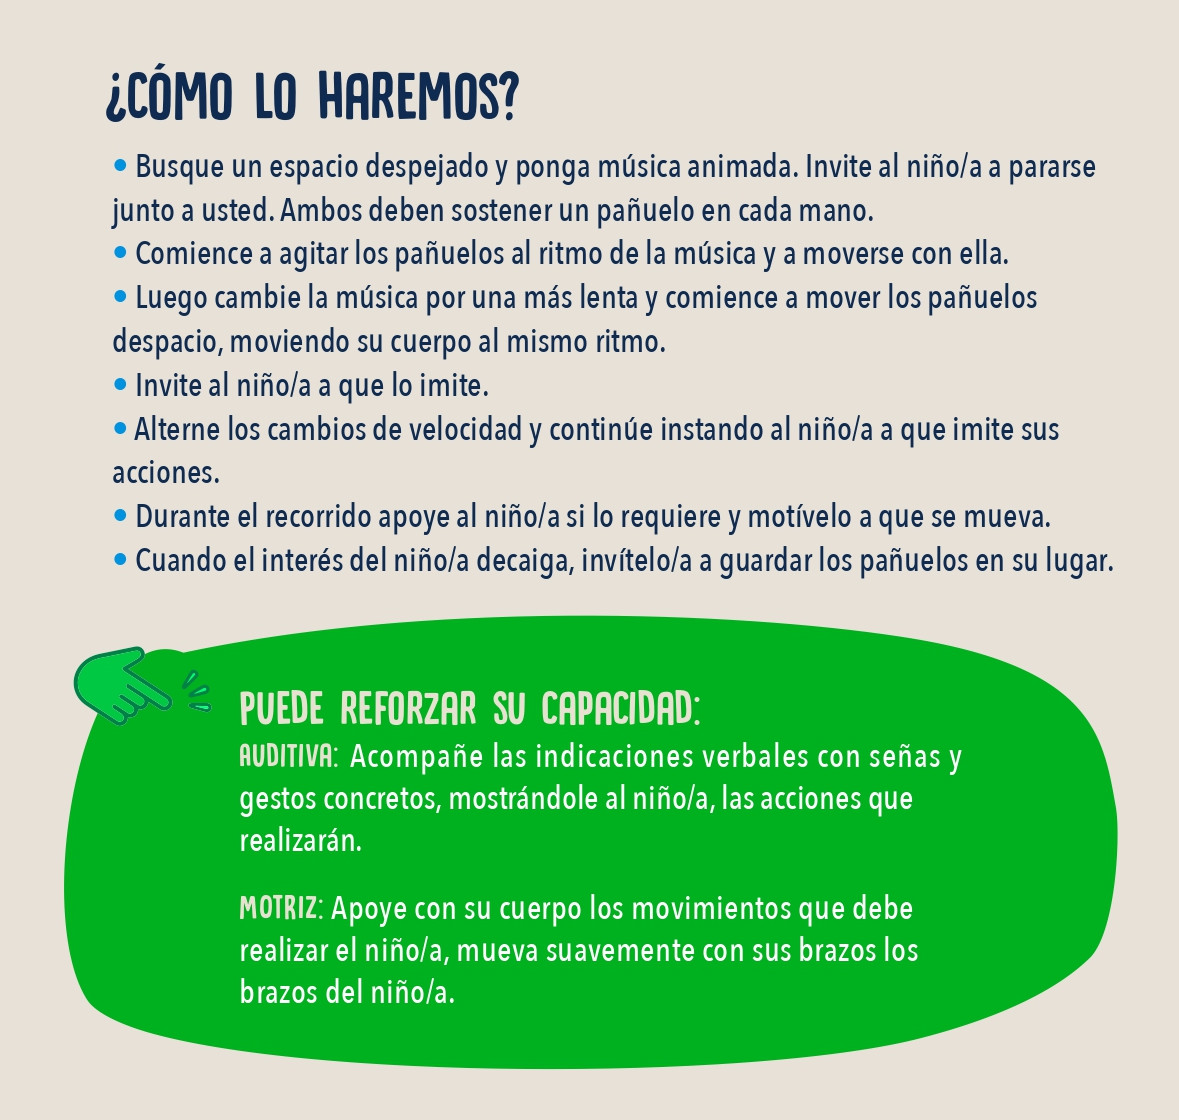 ¿CÓMO LO HAREMOS?
• Busque un espacio despejado y ponga música animada. Invite al niño/a a pararse
junto a usted. Ambos deben sostener un pañuelo en cada mano.
• Comience a agitar los pañuelos al ritmo de la música y a moverse con ella.
• Luego cambie la música por una más lenta y comience a mover los pañuelos
despacio, moviendo su cuerpo al mismo ritmo.
• Invite al niño/a a que lo imite.
• Alterne los cambios de velocidad y continúe instando al niño/a a que imite sus
acciones.
• Durante el recorrido apoye al niño/a si lo requiere y motívelo a que se mueva.
• Cuando el interés del niño/a decaiga, invítelo/a a guardar los pañuelos en su lugar.
PUEDE REFORZAR SU CAPACIDAD:
AUDITIVA: Acompañe las indicaciones verbales con señas y
gestos concretos, mostrándole al niño/a, las acciones que
realizarán.
MOTRIZ: Apoye con su cuerpo los movimientos que debe
realizar el niño/a, mueva suavemente con sus brazos los
brazos del niño/a.